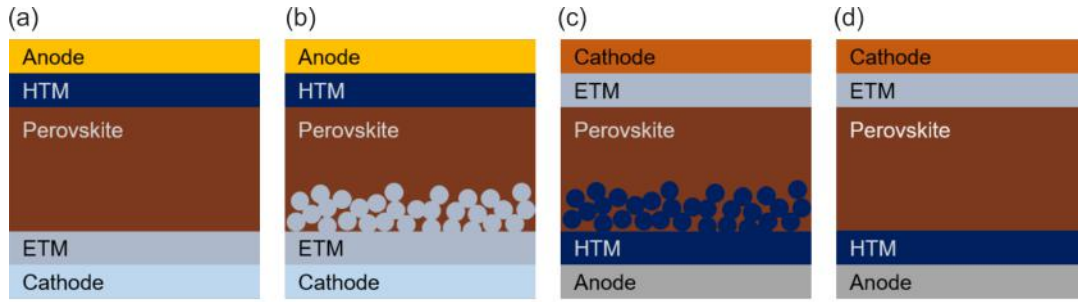 (a)
Anode
HTM
Perovskite
ETM
Cathode
(b)
Anode
HTM
Perovskite
ETM
Cathode
(c)
Cathode
ETM
Perovskite
HTM
Anode
(d)
Cathode
ETM
Perovskite
HTM
Anode